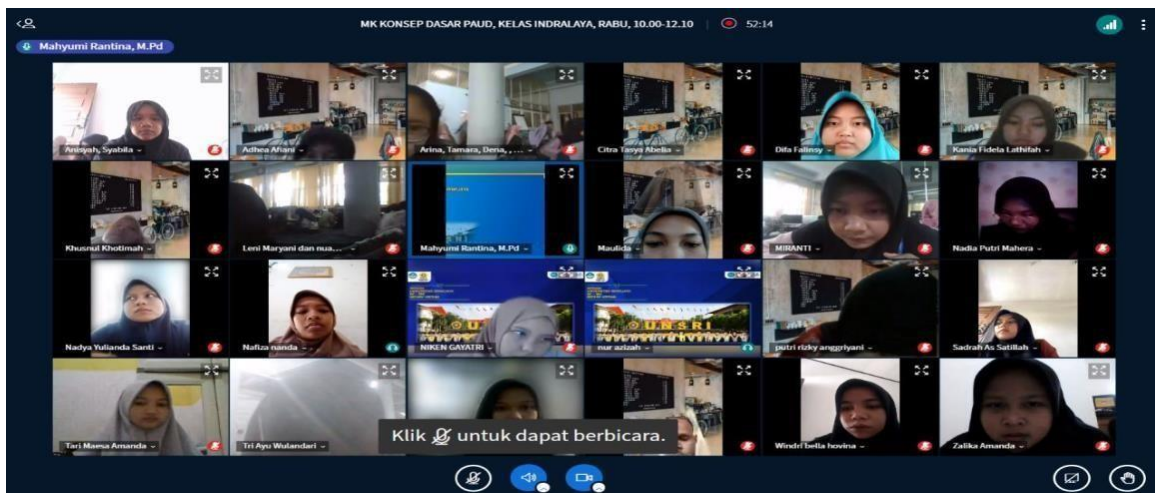 MK KONSEP DASAR PAUD, KELAS INDRALAYA, RABU, 10.00-12.10
52:14
Mahyumi Rantina, M.Pd
Anisyah, Syabila
Adhea Afiani
Arina, Tamara, Dena, , ...
Citra Tasya Abelia
Difa Falinsy
Kania Fidela Lathifah
Khusnul Khotimah
Leni Maryani dan nua...
Mahyumi Rantina, M.Pd
Maulida
MIRANTI
Nadia Putri Mahera
Nadya Yulianda Santi
Nafiza nanda
NIKEN GAYATRI
UNSRI
nur azizah
putri rizky anggriyani
Sadrah As Satillah
Tari Maesa Amanda
Tri Ayu Wulandari
Klik untuk dapat berbicara.
Windri bella hovina
Zalika Amanda